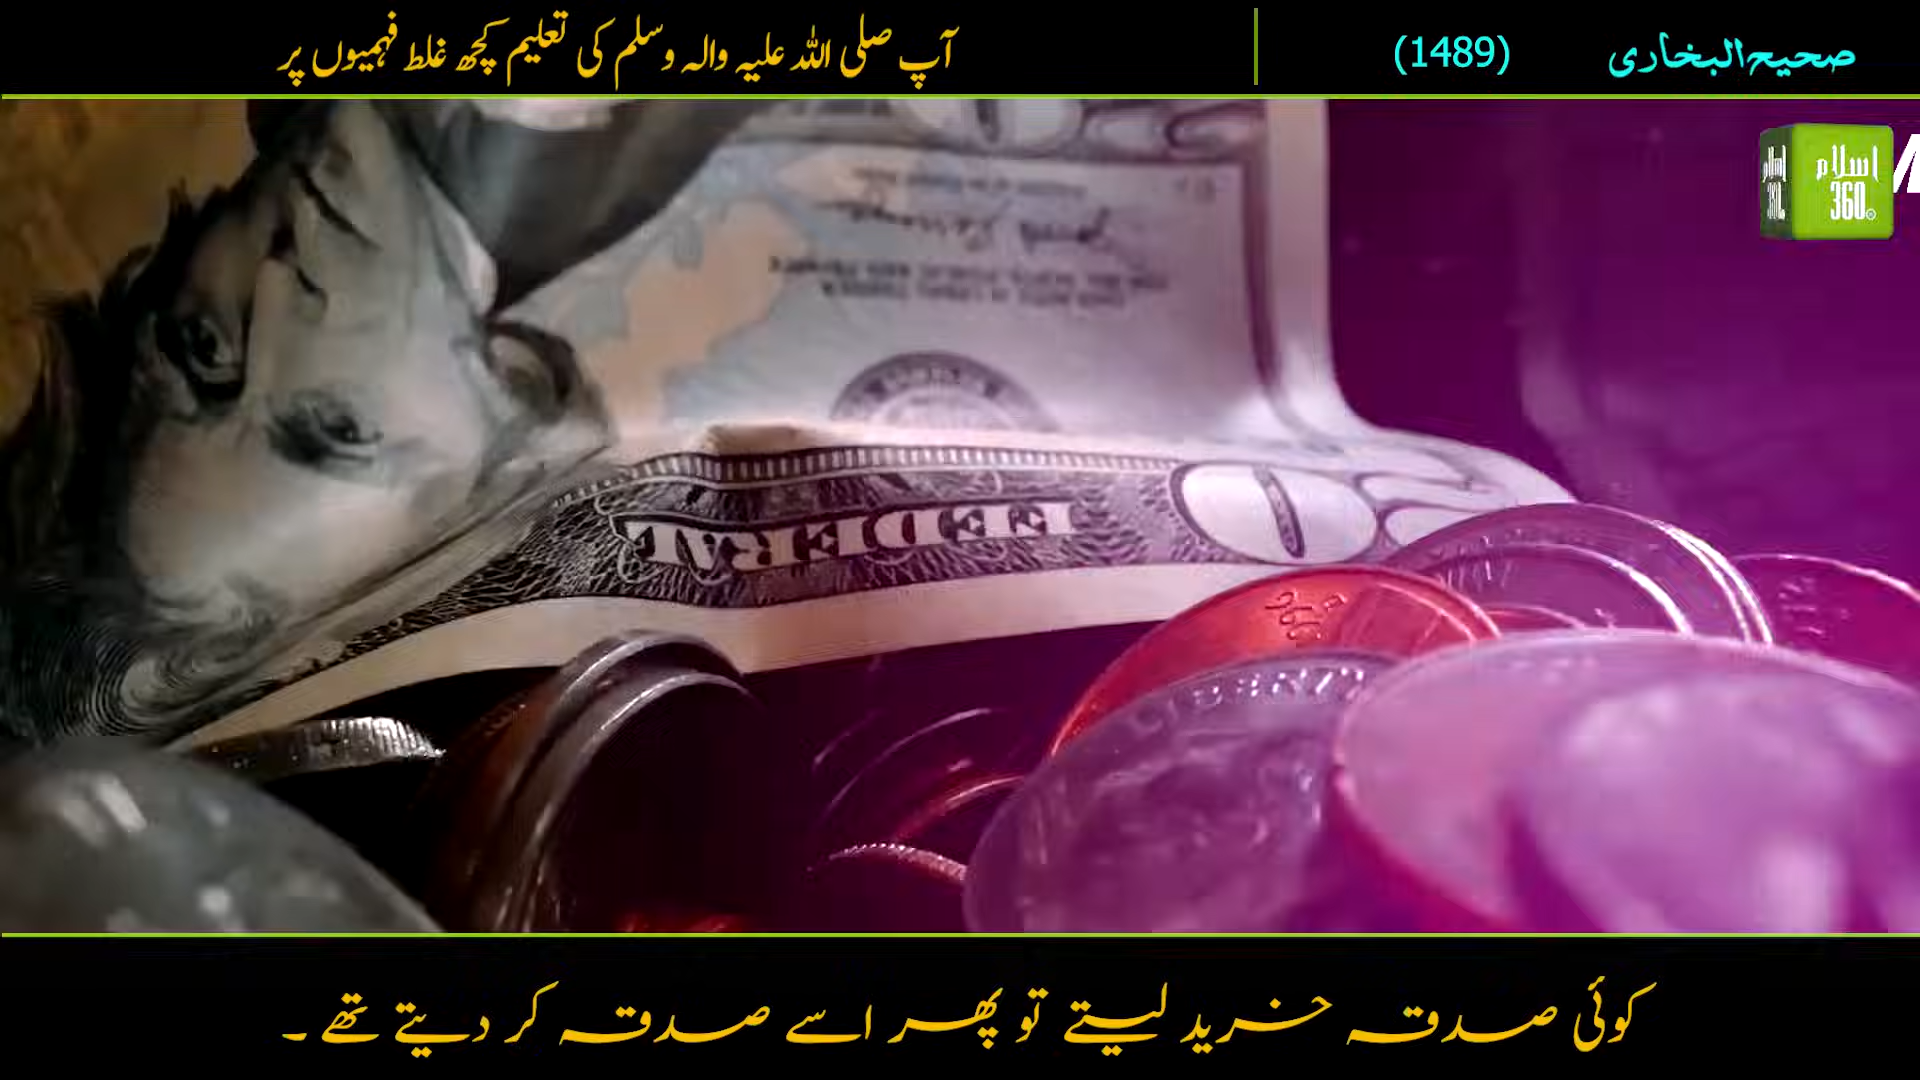 صحیح البخاری (1489)
آپ صلی اللہ علیہ والہ وسلم کی تعلیم کچھ غلط فہمیوں پر
اسلام
360
FEDERAL
کوئی صدقہ خرید لیتے تو پھر اسے صدقہ کر دیتے تھے ۔